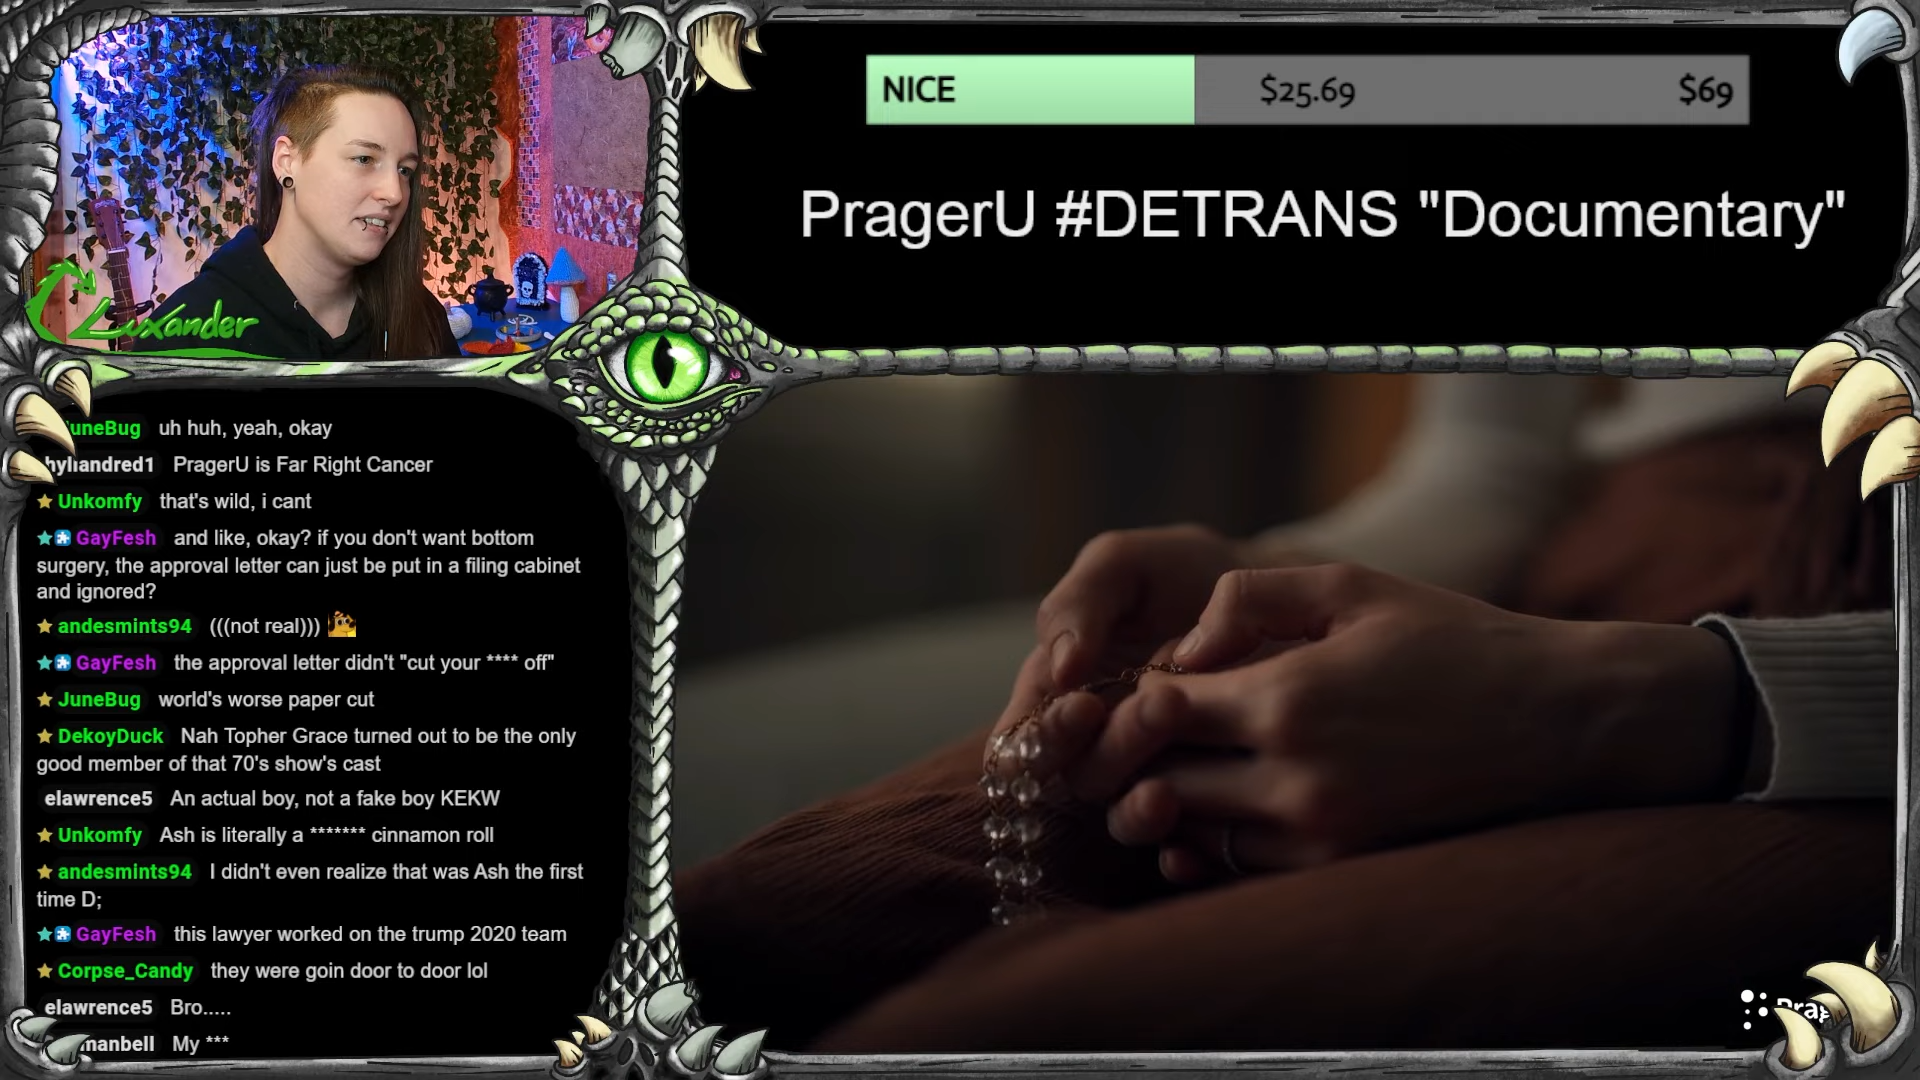 NICE $25.69 $69
PragerU #DETRANS "Documentary"
Luxander
JuneBug uh huh, yeah, okay
hyliandred1 PragerU is Far Right Cancer
Unkomfy that's wild, i cant
GayFesh and like, okay? if you don't want bottom
surgery, the approval letter can just be put in a filing cabinet
and ignored?
andesmints94 (((not real)))
GayFesh the approval letter didn't "cut your **** off"
JuneBug world's worse paper cut
DekoyDuck Nah Topher Grace turned out to be the only
good member of that 70's show's cast
elawrence5 An actual boy, not a fake boy KEKW
Unkomfy Ash is literally a ******* cinnamon roll
andesmints94 I didn't even realize that was Ash the first
time D;
GayFesh this lawyer worked on the trump 2020 team
Corpse_Candy they were goin door to door lol
elawrence5 Bro.....
manbell My ***
Prag